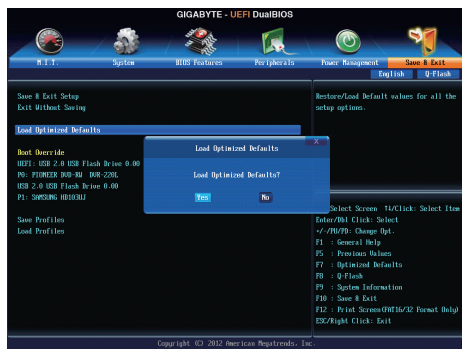 GIGABYTE - UEFI DualBIOS
M.I.T.
System
BIOS Features
Peripherals
Power Management
Save & Exit
English
Q-Flash
Save & Exit Setup
Exit Without Saving
Load Optimized Defaults
Boot Override
UEFI: USB 2.0 USB Flash Drive 0.00
P0: PIONEER DVD-RW DVR-220L
USB 2.0 USB Flash Drive 0.00
P1: SAMSUNG HD103UJ
Save Profiles
Load Profiles
Load Optimized Defaults
X
Load Optimized Defaults?
Yes
No
Restore/Load Default values for all the
setup options.
Select Screen ↑↓/Click: Select Item
Enter/Dbl Click: Select
+/-/PU/PD: Change Opt.
F1 : General Help
F5 : Previous Values
F7 : Optimized Defaults
F8 : Q-Flash
F9 : System Information
F10 : Save & Exit
F12 : Print Screen(FAT16/32 Format Only)
ESC/Right Click: Exit
Copyright (C) 2012 American Megatrends, Inc.